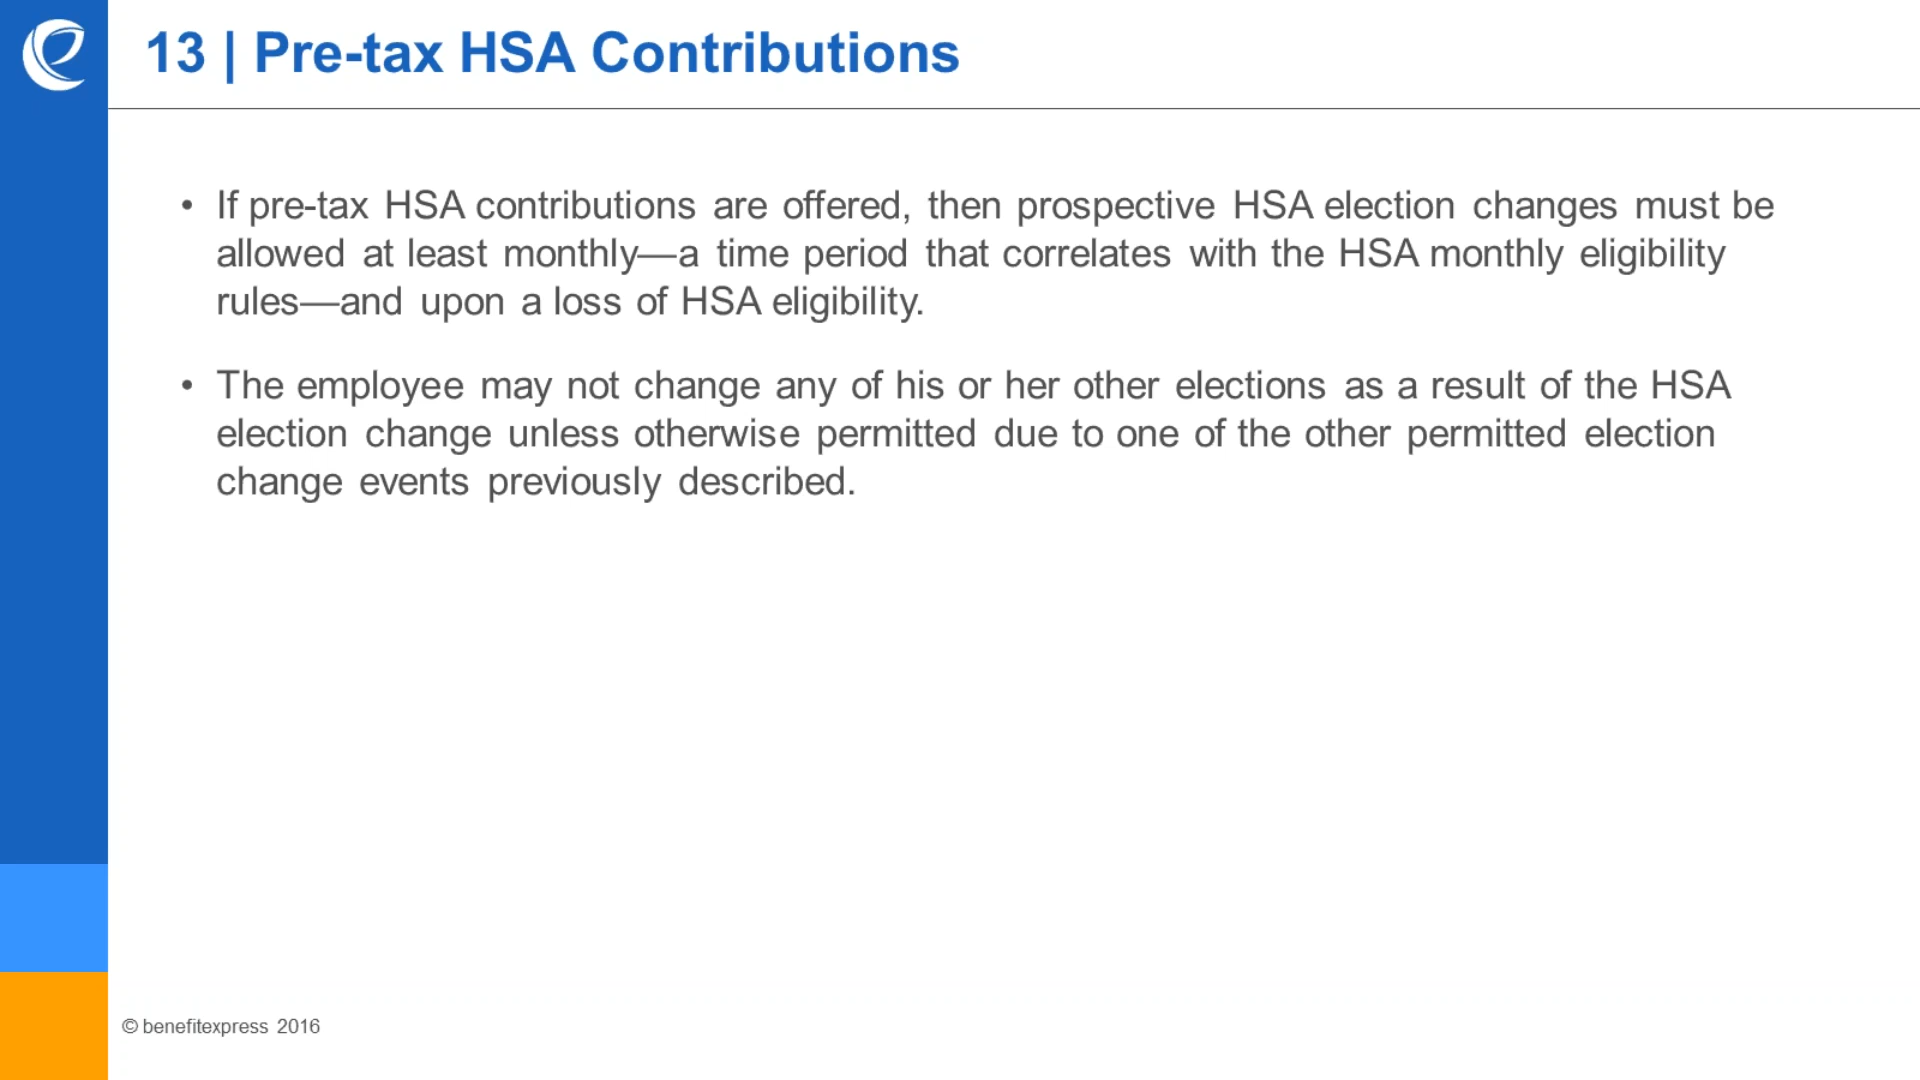 13 | Pre-tax HSA Contributions
• If pre-tax HSA contributions are offered, then prospective HSA election changes must be
allowed at least monthly—a time period that correlates with the HSA monthly eligibility
rules—and upon a loss of HSA eligibility.
• The employee may not change any of his or her other elections as a result of the HSA
election change unless otherwise permitted due to one of the other permitted election
change events previously described.
© benefitexpress 2016